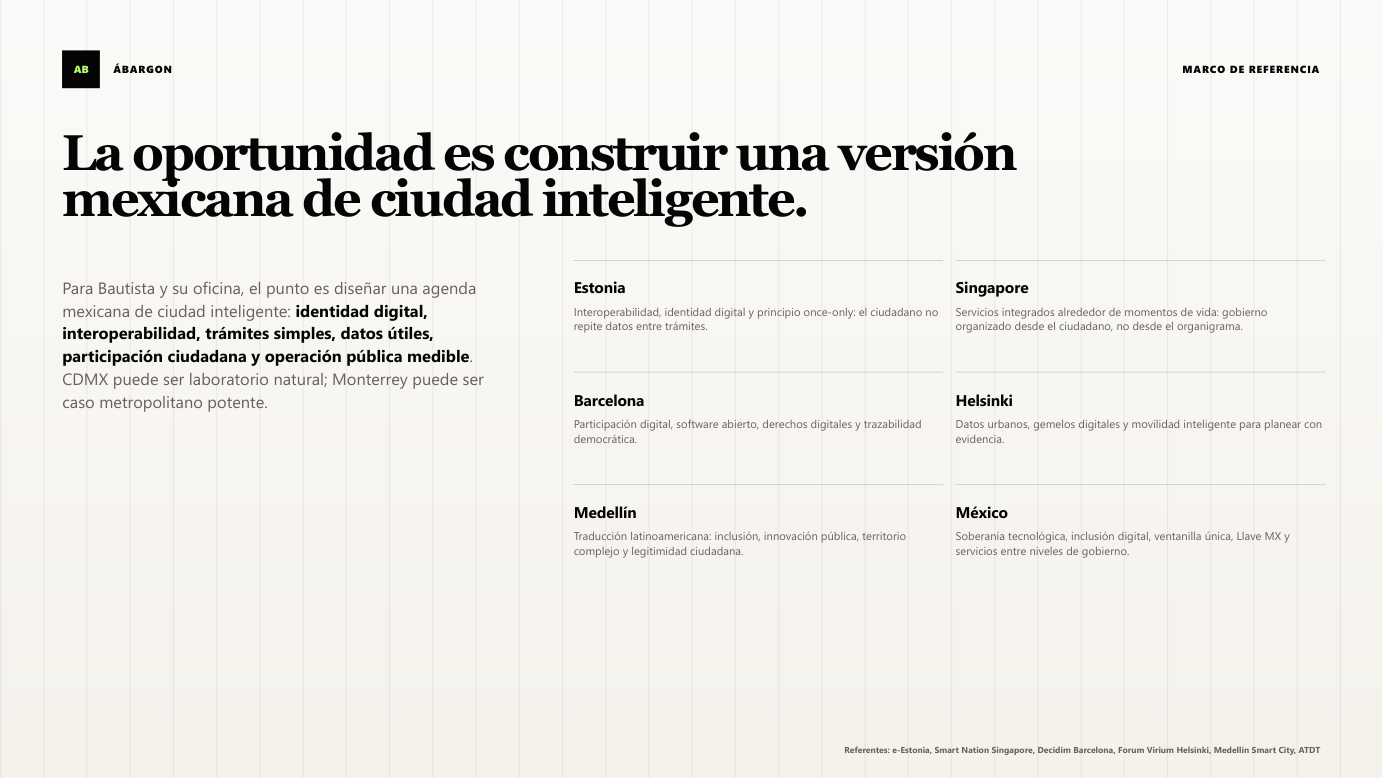 AB
ÁBARGON
MARCO DE REFERENCIA
La oportunidad es construir una versión
mexicana de ciudad inteligente.
Para Bautista y su oficina, el punto es diseñar una agenda
mexicana de ciudad inteligente: identidad digital,
interoperabilidad, trámites simples, datos útiles,
participación ciudadana y operación pública medible.
CDMX puede ser laboratorio natural; Monterrey puede ser
caso metropolitano potente.
Estonia
Interoperabilidad, identidad digital y principio once-only: el ciudadano no
repite datos entre trámites.
Singapore
Servicios integrados alrededor de momentos de vida: gobierno
organizado desde el ciudadano, no desde el organigrama.
Barcelona
Participación digital, software abierto, derechos digitales y trazabilidad
democrática.
Helsinki
Datos urbanos, gemelos digitales y movilidad inteligente para planear con
evidencia.
Medellín
Traducción latinoamericana: inclusión, innovación pública, territorio
complejo y legitimidad ciudadana.
México
Soberanía tecnológica, inclusión digital, ventanilla única, Llave MX y
servicios entre niveles de gobierno.
Referentes: e-Estonia, Smart Nation Singapore, Decidim Barcelona, Forum Virium Helsinki, Medellín Smart City, ATDT